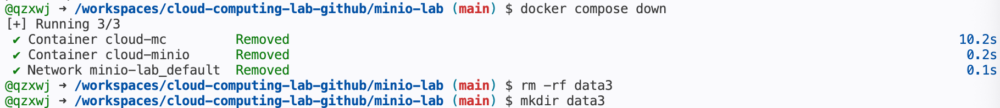 @qzxwj → /workspaces/cloud-computing-lab-github/minio-lab (main) $ docker compose down
[+] Running 3/3
✔ Container cloud-mc Removed 10.2s
✔ Container cloud-minio Removed 0.2s
✔ Network minio-lab_default Removed 0.1s
@qzxwj → /workspaces/cloud-computing-lab-github/minio-lab (main) $ rm -rf data3
@qzxwj → /workspaces/cloud-computing-lab-github/minio-lab (main) $ mkdir data3